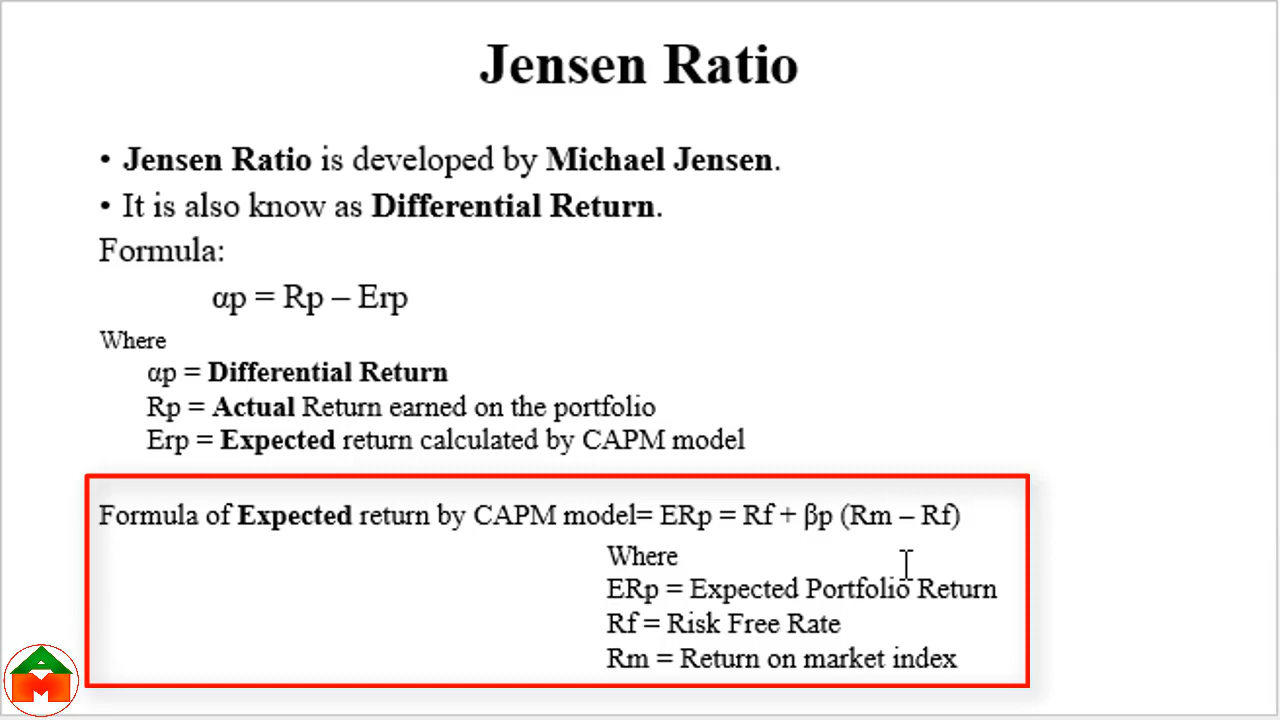 Jensen Ratio
• Jensen Ratio is developed by Michael Jensen.
• It is also know as Differential Return.
Formula:
αp = Rp – Erp
Where
αp = Differential Return
Rp = Actual Return earned on the portfolio
Erp = Expected return calculated by CAPM model
Formula of Expected return by CAPM model= ERp = Rf + βp (Rm – Rf)
Where
ERp = Expected Portfolio Return
Rf = Risk Free Rate
Rm = Return on market index
A
M